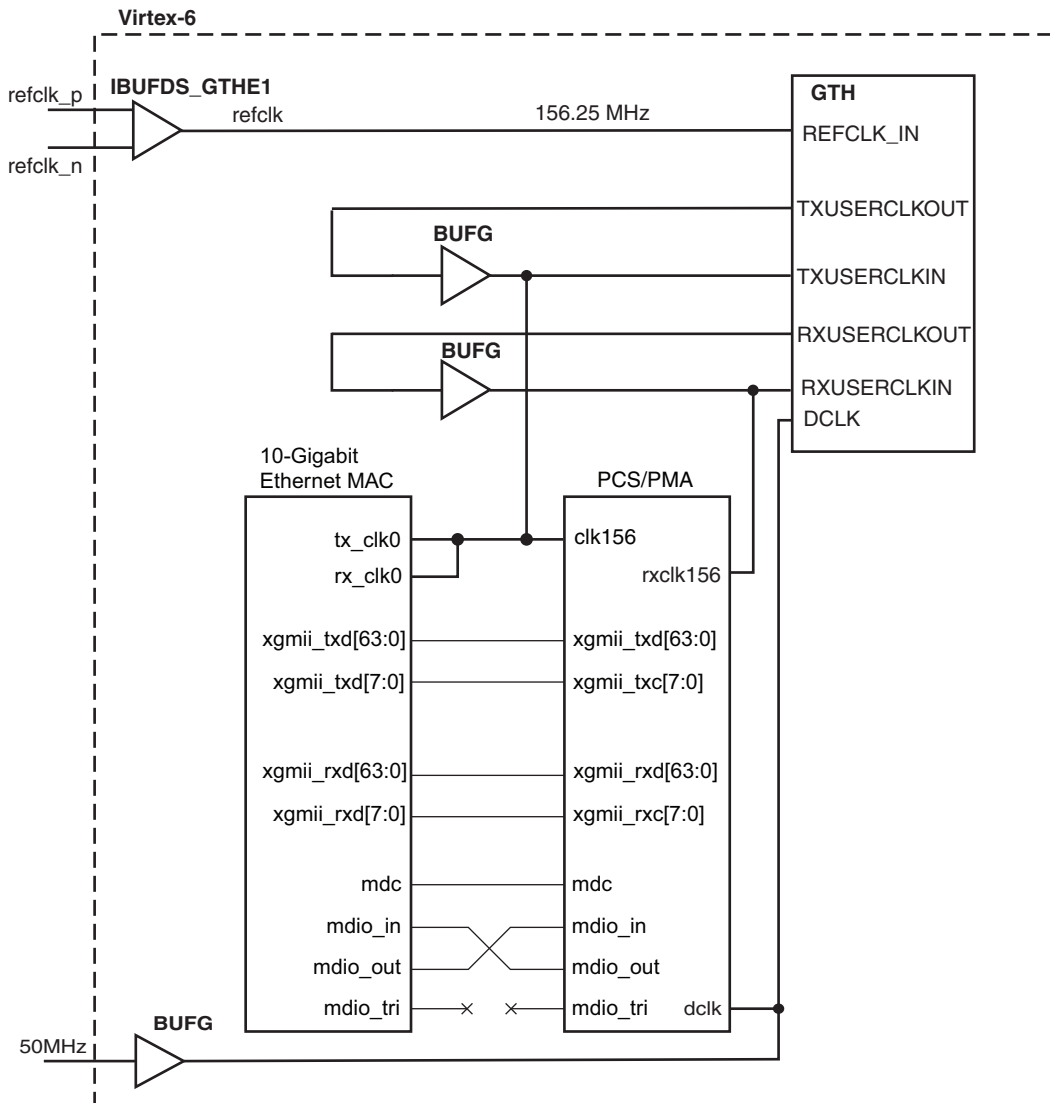 Virtex-6
refclk_p
IBUFDS_GTHE1
refclk
156.25 MHz
refclk_n
GTH
REFCLK_IN
TXUSERCLKOUT
BUFG
TXUSERCLKIN
RXUSERCLKOUT
BUFG
RXUSERCLKIN
DCLK
10-Gigabit
Ethernet MAC
PCS/PMA
tx_clk0
clk156
rx_clk0
rxclk156
xgmii_txd[63:0]
xgmii_txd[63:0]
xgmii_txd[7:0]
xgmii_txc[7:0]
xgmii_rxd[63:0]
xgmii_rxd[63:0]
xgmii_rxd[7:0]
xgmii_rxc[7:0]
mdc
mdc
mdio_in
mdio_in
mdio_out
mdio_out
mdio_tri
mdio_tri
dclk
BUFG
50MHz